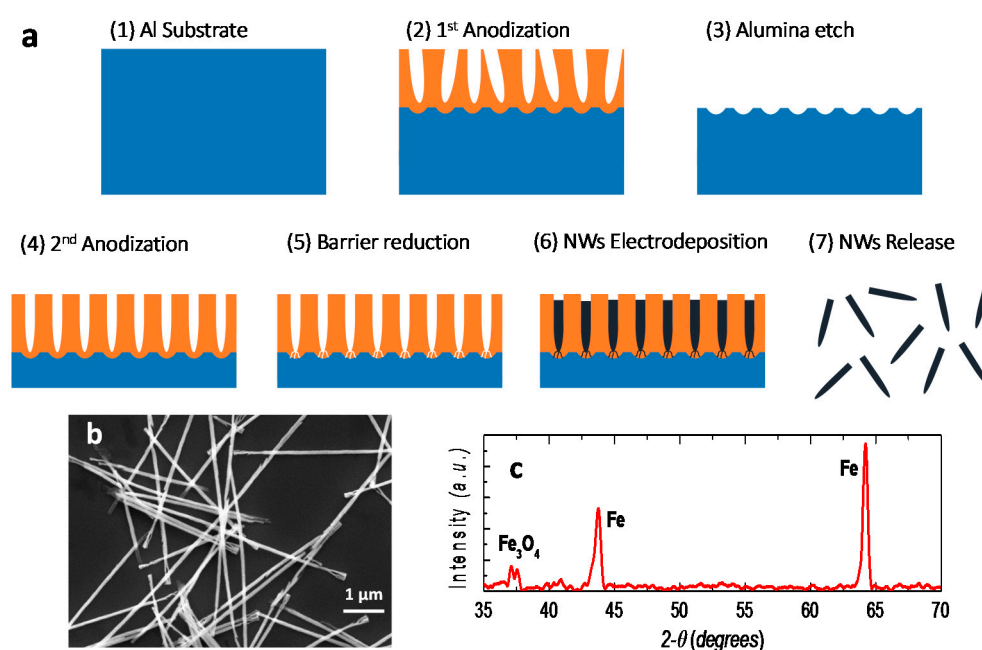 a
(1) Al Substrate
(2) 1st Anodization
(3) Alumina etch
(4) 2nd Anodization
(5) Barrier reduction
(6) NWs Electrodeposition
(7) NWs Release
b
1 µm
c
Intensity (a.u.)
Fe3O4
Fe
Fe
35 40 45 50 55 60 65 70
2-θ (degrees)